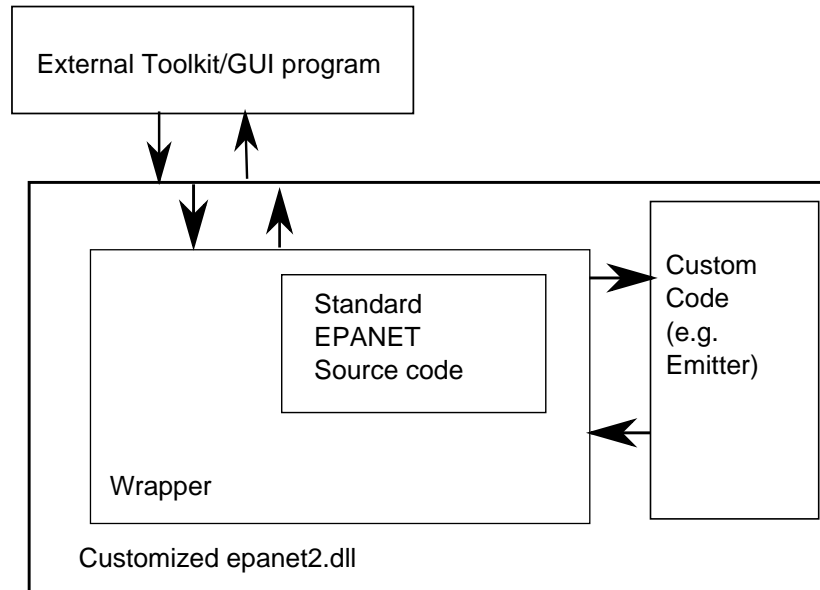 External Toolkit/GUI program
Standard
EPANET
Source code
Custom
Code
(e.g.
Emitter)
Wrapper
Customized epanet2.dll